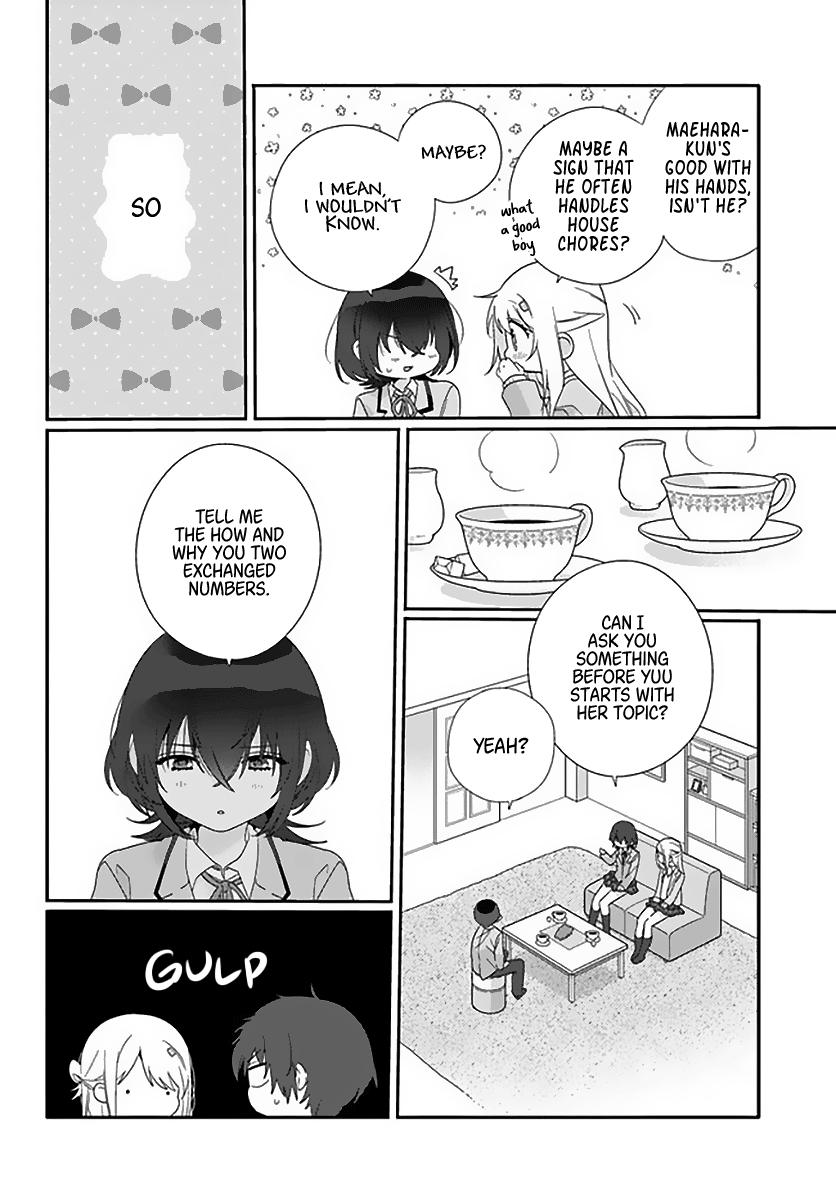 MAEHARA-
KUN'S
GOOD WITH
HIS HANDS,
ISN'T HE?
MAYBE A
SIGN THAT
HE OFTEN
HANDLES
HOUSE
CHORES?
what
a good
boy
MAYBE?
I MEAN,
I WOULDN'T
KNOW.
SO
CAN I
ASK YOU
SOMETHING
BEFORE YUU
STARTS WITH
HER TOPIC?
YEAH?
TELL ME
THE HOW AND
WHY YOU TWO
EXCHANGED
NUMBERS.
GULP